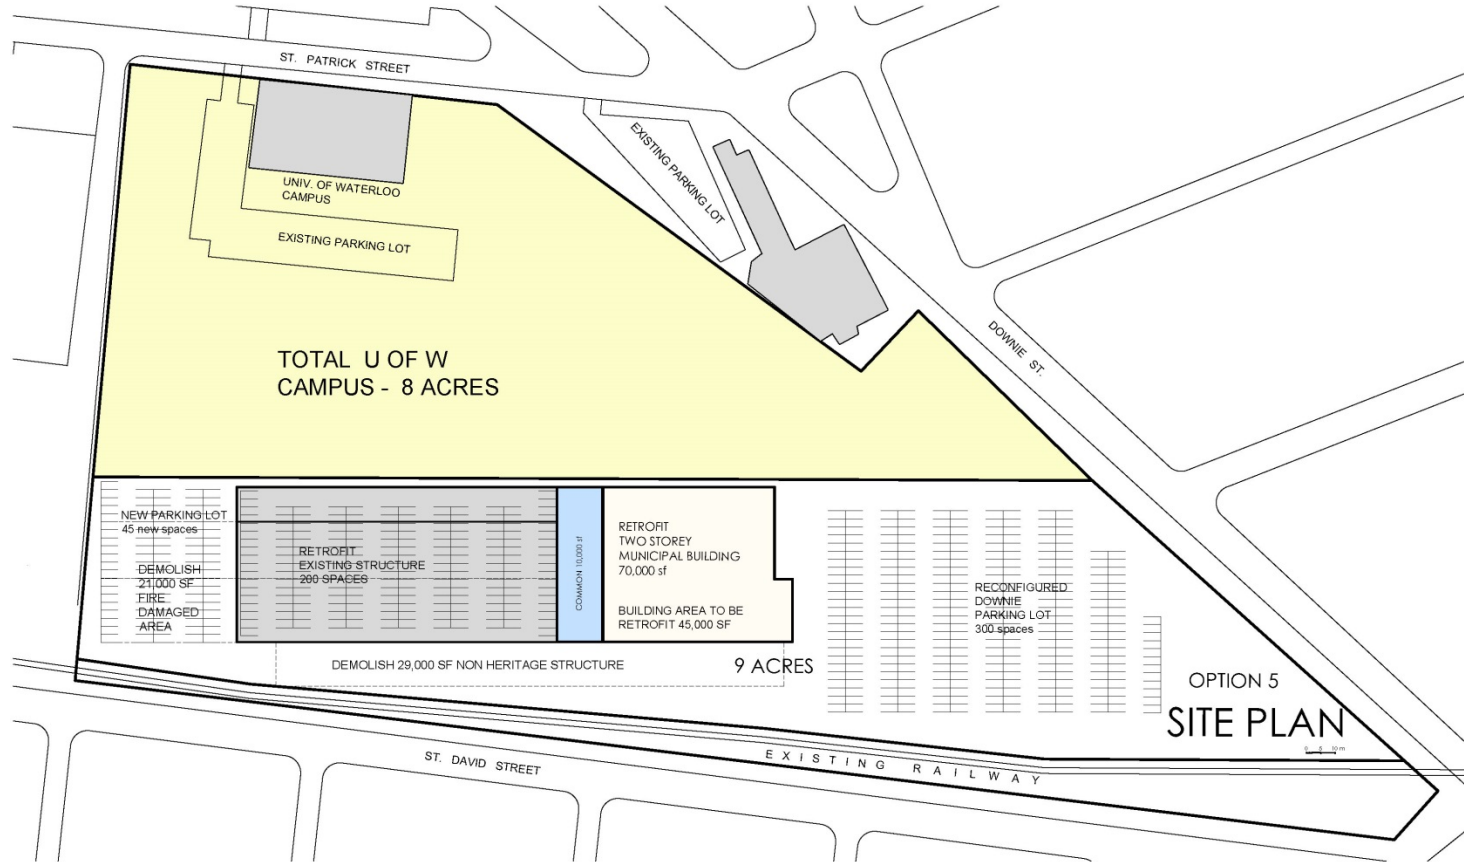 ST. PATRICK STREET
EXISTING PARKING LOT
UNIV. OF WATERLOO
CAMPUS
EXISTING PARKING LOT
DOWNIE ST.
TOTAL U OF W
CAMPUS - 8 ACRES
NEW PARKING LOT
45 new spaces
DEMOLISH
21,000 SF
FIRE
DAMAGED
AREA
RETROFIT
EXISTING STRUCTURE
200 SPACES
COMMON 10,000 sf
RETROFIT
TWO STOREY
MUNICIPAL BUILDING
70,000 sf
BUILDING AREA TO BE
RETROFIT 45,000 SF
RECONFIGURED
DOWNIE
PARKING LOT
300 spaces
DEMOLISH 29,000 SF NON HERITAGE STRUCTURE
9 ACRES
OPTION 5
SITE PLAN
0 5 10 m
EXISTING RAILWAY
ST. DAVID STREET